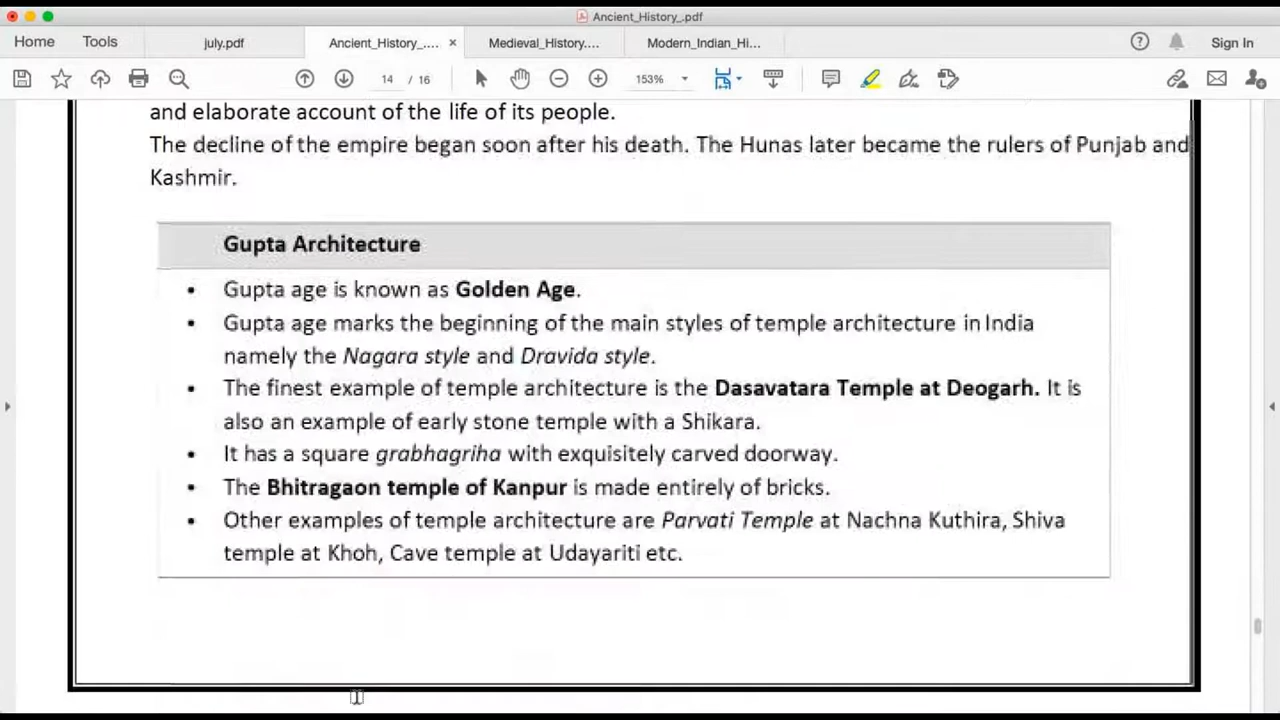 Ancient_History_.pdf
Home Tools july.pdf Ancient_History_.... × Medieval_History.... Modern_Indian_Hi... Sign In
14 / 16 153%
and elaborate account of the life of its people.
The decline of the empire began soon after his death. The Hunas later became the rulers of Punjab and
Kashmir.
Gupta Architecture
• Gupta age is known as Golden Age.
• Gupta age marks the beginning of the main styles of temple architecture in India
namely the Nagara style and Dravida style.
• The finest example of temple architecture is the Dasavatara Temple at Deogarh. It is
also an example of early stone temple with a Shikara.
• It has a square grabhagriha with exquisitely carved doorway.
• The Bhitragaon temple of Kanpur is made entirely of bricks.
• Other examples of temple architecture are Parvati Temple at Nachna Kuthira, Shiva
temple at Khoh, Cave temple at Udayariti etc.